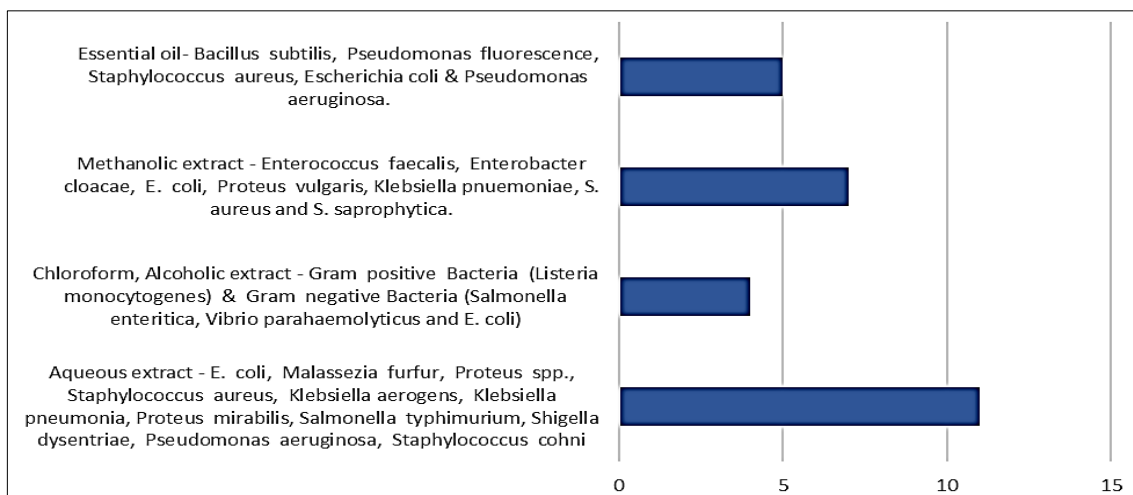 Essential oil- Bacillus subtilis, Pseudomonas fluorescence,
Staphylococcus aureus, Escherichia coli & Pseudomonas
aeruginosa.
Methanolic extract - Enterococcus faecalis, Enterobacter
cloacae, E. coli, Proteus vulgaris, Klebsiella pnuemoniae, S.
aureus and S. saprophytica.
Chloroform, Alcoholic extract - Gram positive Bacteria (Listeria
monocytogenes) & Gram negative Bacteria (Salmonella
enteritica, Vibrio parahaemolyticus and E. coli)
Aqueous extract - E. coli, Malassezia furfur, Proteus spp.,
Staphylococcus aureus, Klebsiella aerogens, Klebsiella
pneumonia, Proteus mirabilis, Salmonella typhimurium, Shigella
dysentriae, Pseudomonas aeruginosa, Staphylococcus cohni
0 5 10 15